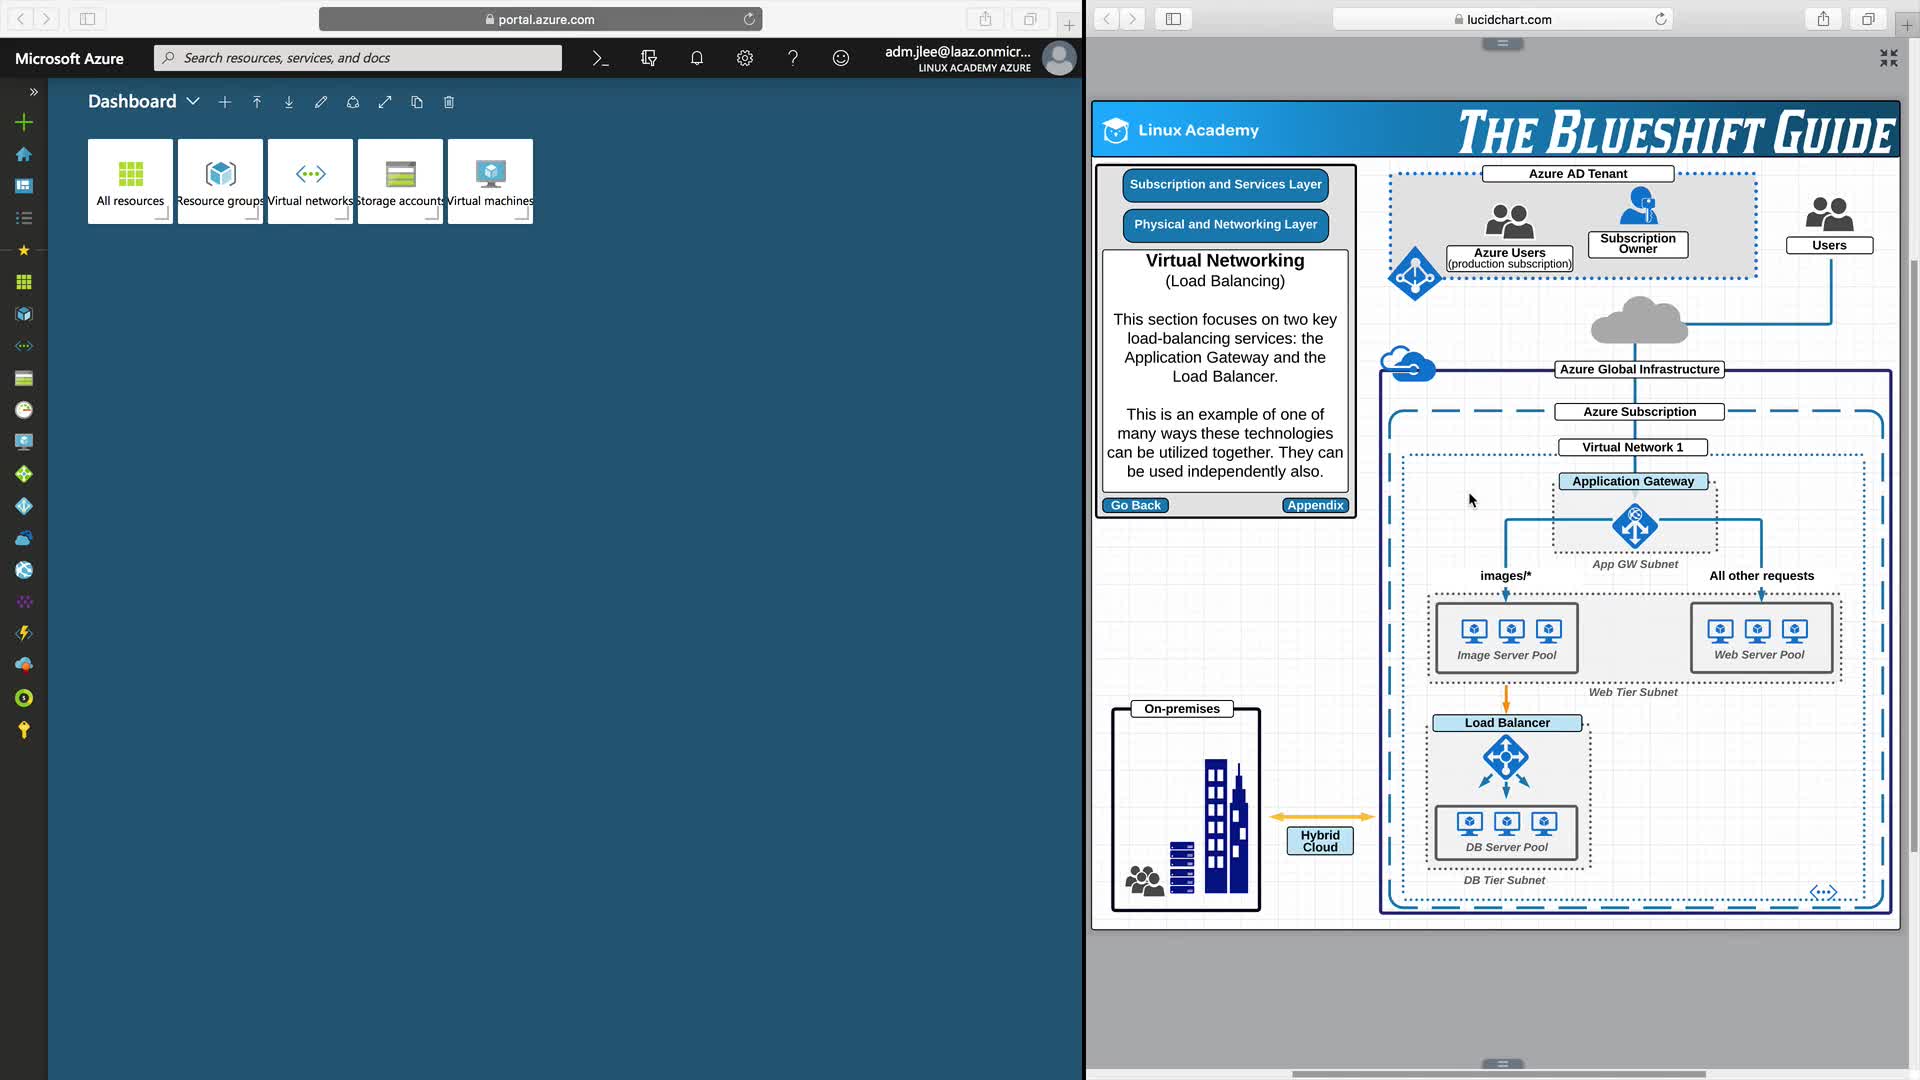 portal.azure.com
Microsoft Azure
Search resources, services, and docs
adm.jlee@laaz.onmicr...
LINUX ACADEMY AZURE
Dashboard
All resources
Resource groups
Virtual networks
Storage accounts
Virtual machines
lucidchart.com
Linux Academy
THE BLUESHIFT GUIDE
Subscription and Services Layer
Physical and Networking Layer
Virtual Networking
(Load Balancing)
This section focuses on two key
load-balancing services: the
Application Gateway and the
Load Balancer.
This is an example of one of
many ways these technologies
can be utilized together. They can
be used independently also.
Go Back
Appendix
Azure AD Tenant
Azure Users
(production subscription)
Subscription
Owner
Users
Azure Global Infrastructure
Azure Subscription
Virtual Network 1
Application Gateway
App GW Subnet
images/*
All other requests
Image Server Pool
Web Server Pool
Web Tier Subnet
Load Balancer
DB Server Pool
DB Tier Subnet
On-premises
Hybrid
Cloud